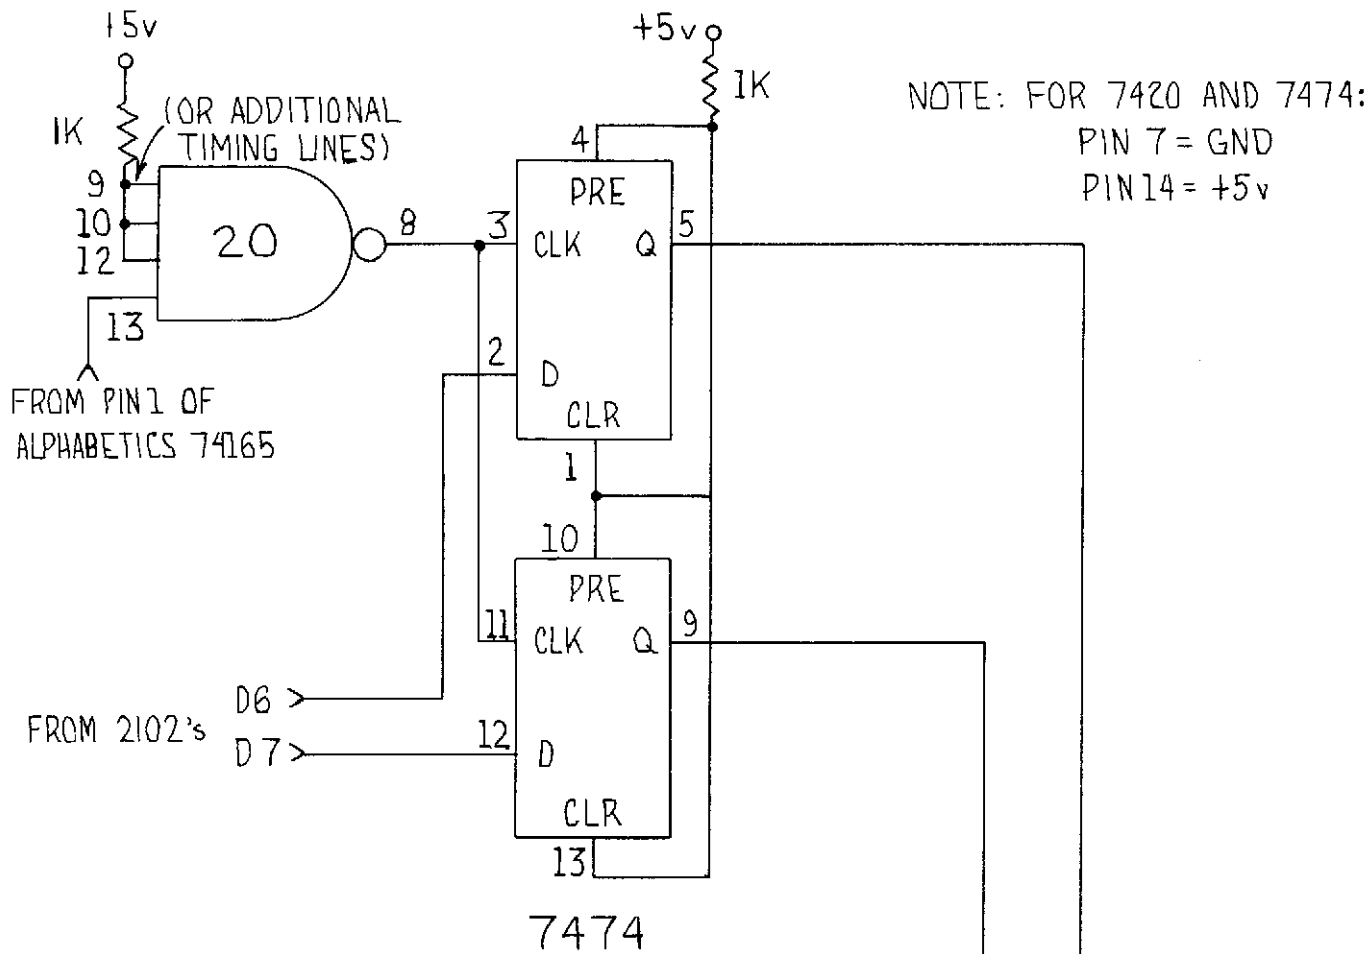 +5v
1K
(OR ADDITIONAL
TIMING LINES)
9
10
12
13
20
8
FROM PIN 1 OF
ALPHABETICS 74165
+5v
1K
4
PRE
3
CLK
Q
5
2
D
CLR
1
10
PRE
11
CLK
Q
9
12
D
CLR
13
7474
FROM 2102's
D6
D7
NOTE: FOR 7420 AND 7474:
PIN 7 = GND
PIN 14 = +5v